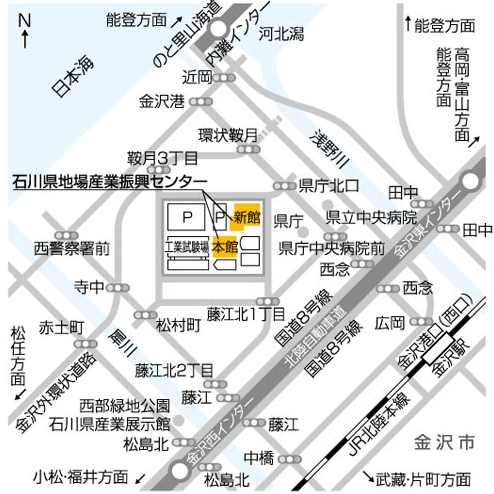 N
能登方面
のと里山海道
内灘インター
河北潟
能登方面
高岡・富山方面
能登方面
日本海
近岡
金沢港
環状鞍月
浅野川
鞍月3丁目
石川県地場産業振興センター
県庁北口
田中
P
P
新館
県庁
県立中央病院
金沢東インター
田中
西警察署前
工業試験場
本館
県庁中央病院前
西念
寺中
藤江北1丁目
国道8号線
北陸自動車道
国道8号線
西念
広岡
金沢港口(西口)
金沢駅
赤土町
松村町
犀川
松任方面
金沢外環状道路
藤江北2丁目
藤江
西部緑地公園
石川県産業展示館
松島北
金沢西インター
藤江
JR北陸本線
金沢市
小松・福井方面
松島北
中橋
武蔵・片町方面